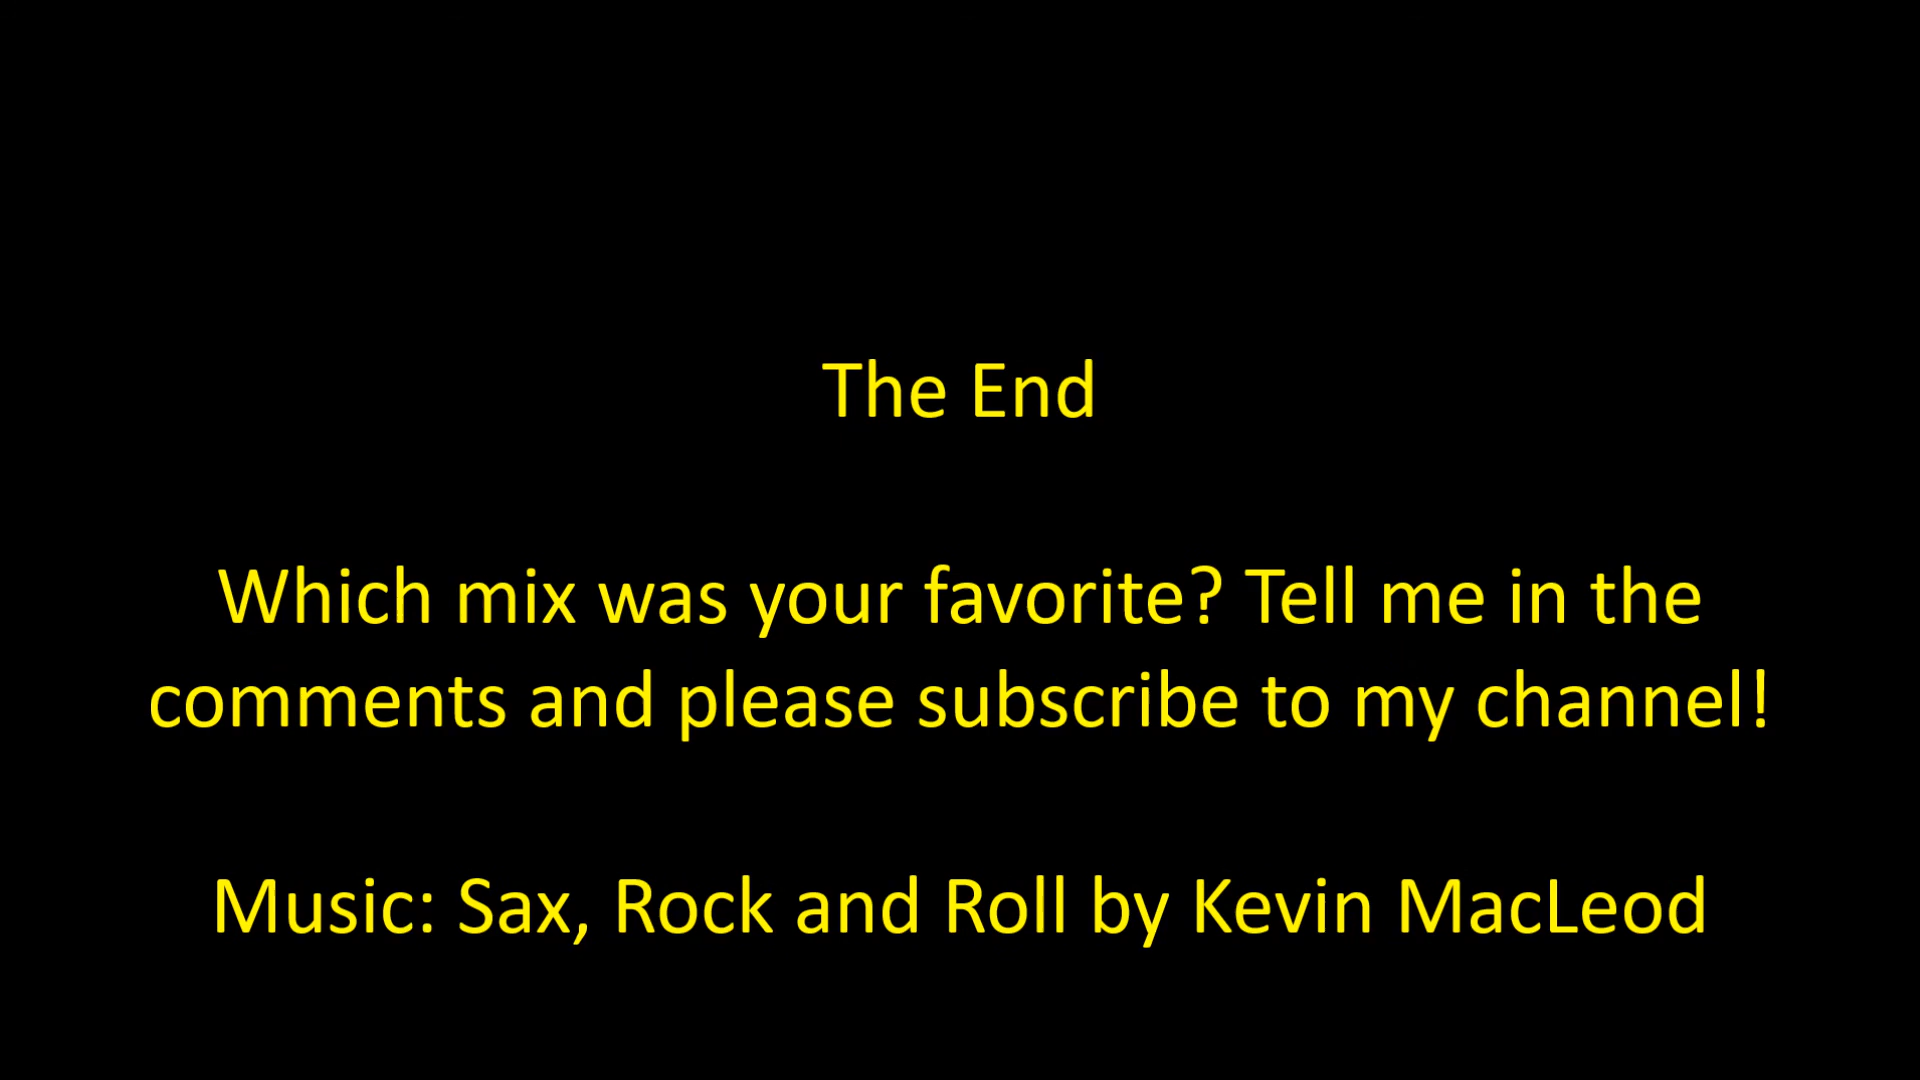 The End
Which mix was your favorite? Tell me in the
comments and please subscribe to my channel!
Music: Sax, Rock and Roll by Kevin MacLeod